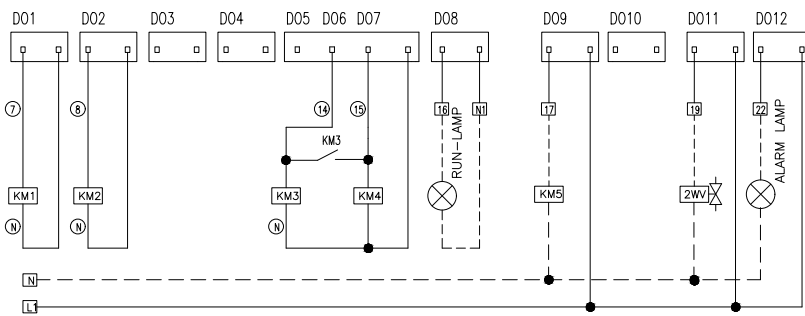 DO1 DO2 DO3 DO4 DO5 DO6 DO7 DO8 DO9 DO10 DO11 DO12
7 8 14 15 16 N1 17 19 22
KM3
RUN-LAMP
ALARM LAMP
KM1 KM2 KM3 KM4 KM5 2WV
N N N
N
L1